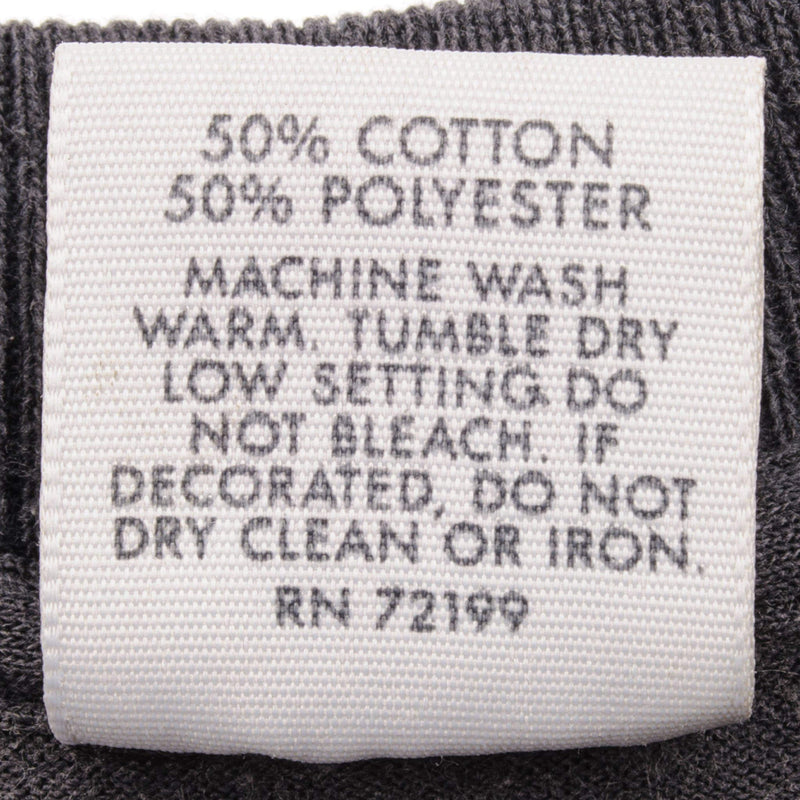 50% COTTON
50% POLYESTER
MACHINE WASH
WARM. TUMBLE DRY
LOW SETTING DO
NOT BLEACH. IF
DECORATED, DO NOT
DRY CLEAN OR IRON.
RN 72199